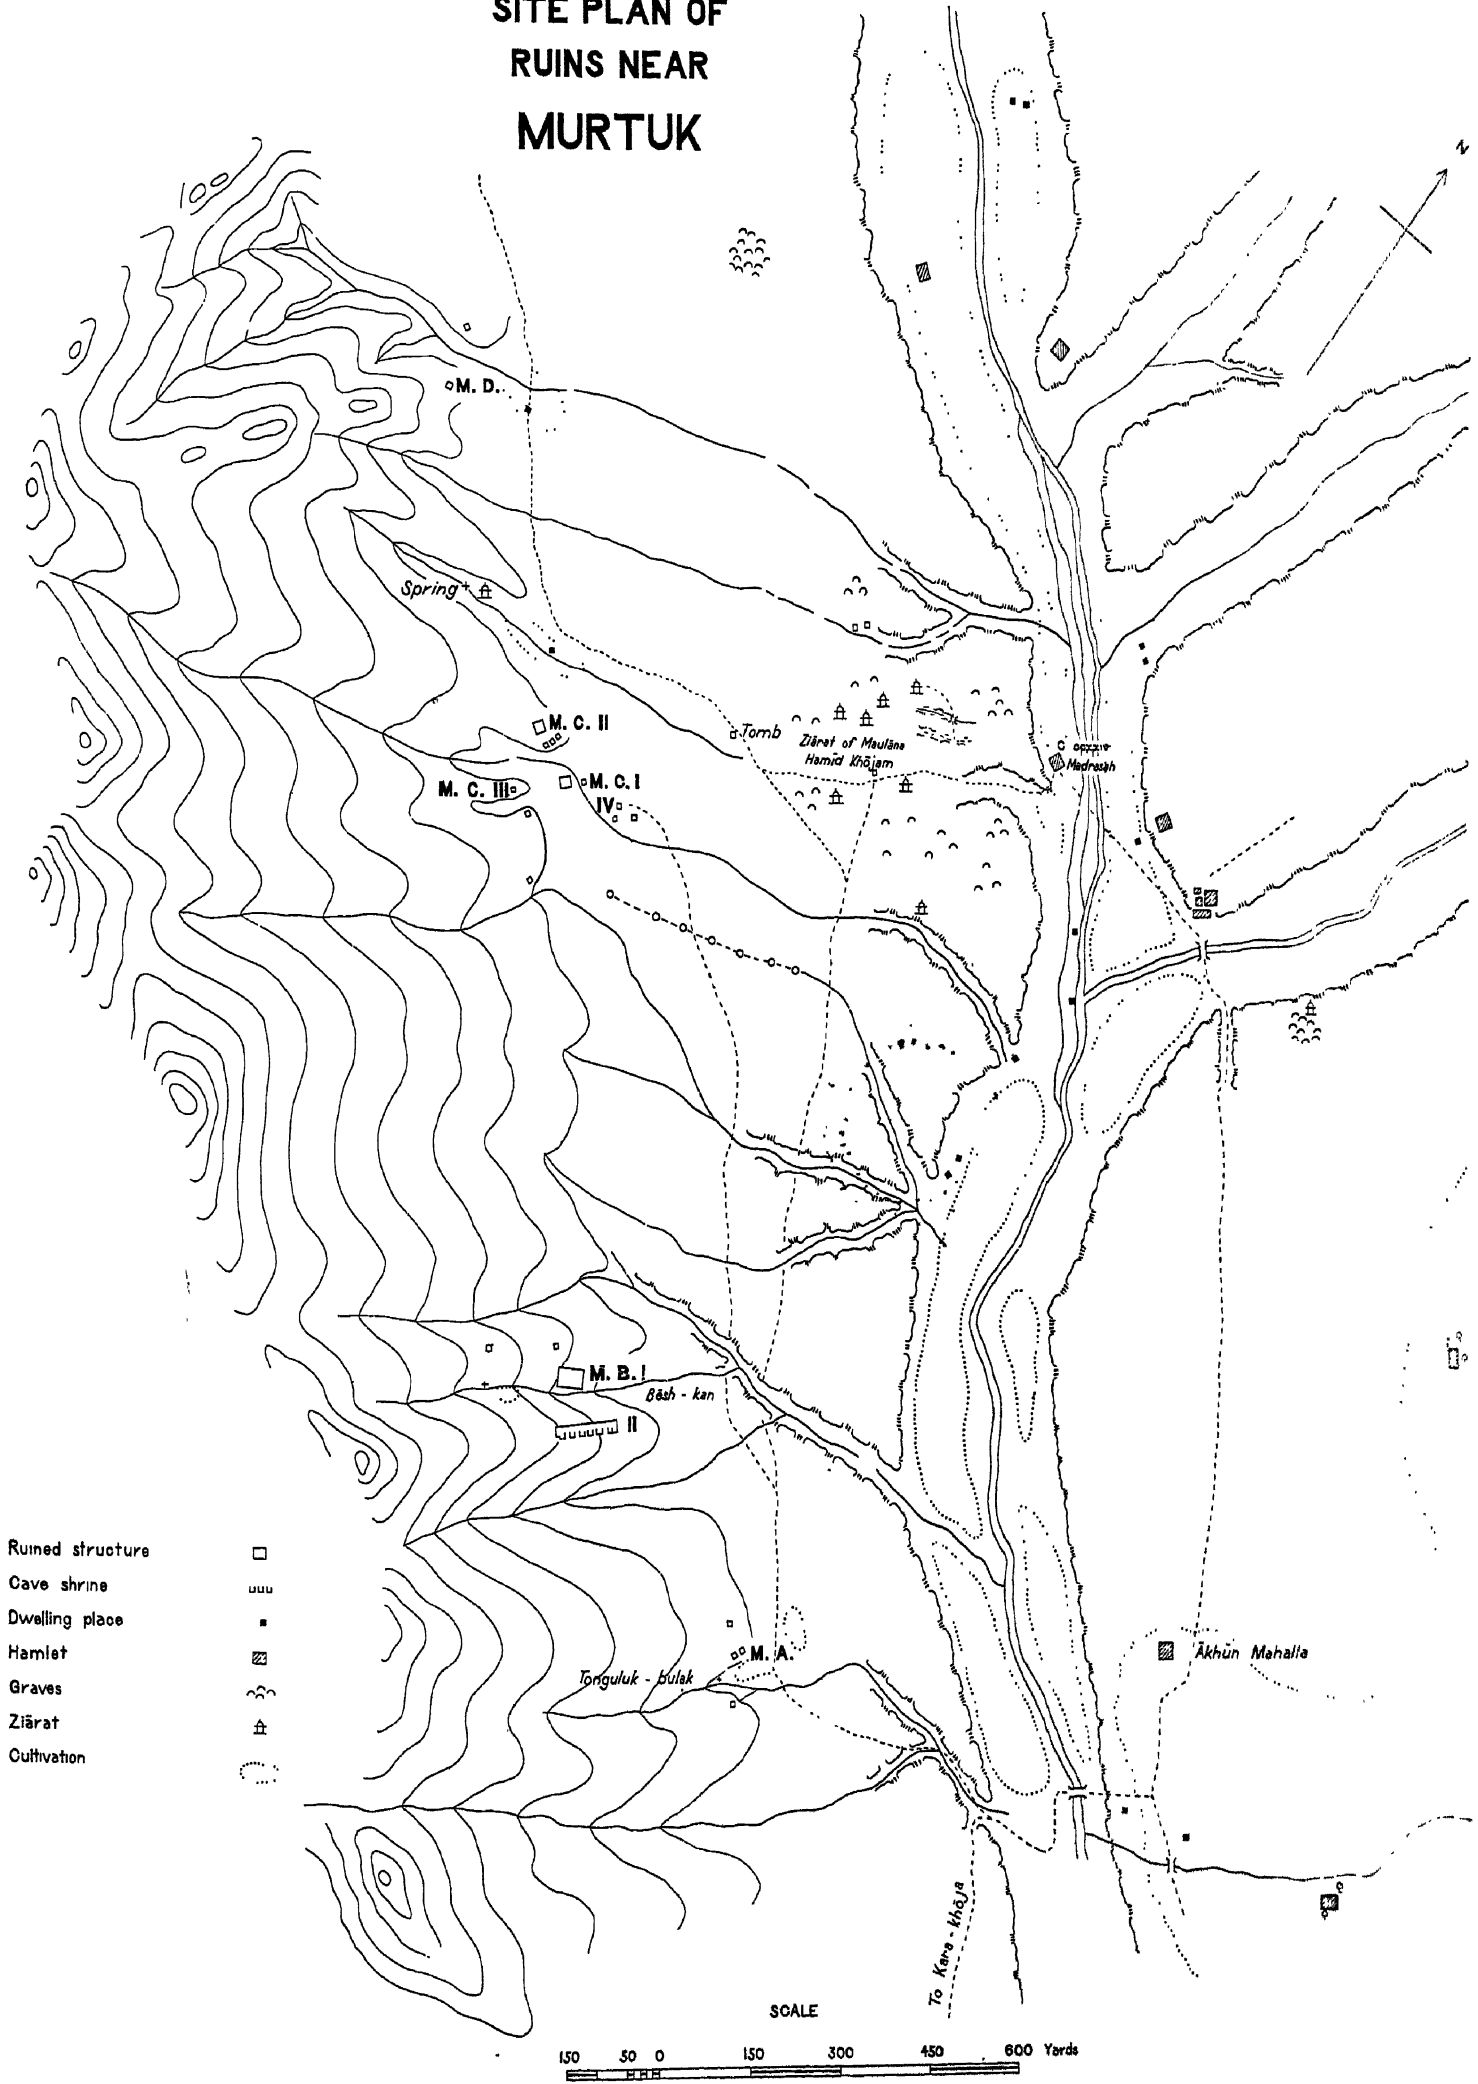 SITE PLAN OF
RUINS NEAR
MURTUK
N
M. D.
Spring
M. C. II
Tomb
Ziārat of Maulāna
Hamid Khōjam
Madrasah
M. C. III
M. C. I
IV
M. B. I
Bēsh - kan
II
Ruined structure
Cave shrine
Dwelling place
Hamlet
Graves
Ziārat
Cultivation
M. A.
Tonguluk - bulak
Ākhūn Mahalla
To Kara - khōja
SCALE
150 50 0 150 300 450 600 Yards